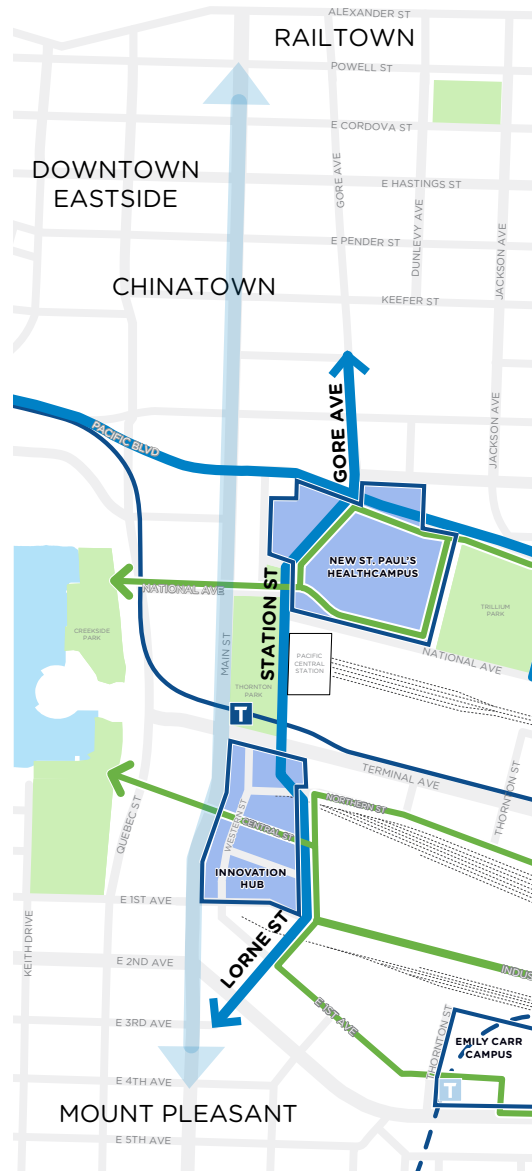 ALEXANDER ST
RAILTOWN
POWELL ST
E CORDOVA ST
DOWNTOWN
EASTSIDE
GORE AVE
E HASTINGS ST
DUNLEVY AVE
JACKSON AVE
E PENDER ST
CHINATOWN
KEEFER ST
GORE AVE
JACKSON AVE
PACIFIC BLVD
NEW ST. PAUL'S
HEALTHCAMPUS
NATIONAL AVE
STATION ST
TRILLIUM
PARK
CREEKSIDE
PARK
MAIN ST
PACIFIC
CENTRAL
STATION
NATIONAL AVE
THORNTON
PARK
T
TERMINAL AVE
THORNTON ST
QUEBEC ST
WESTERN ST
NORTHERN ST
CENTRAL ST
INNOVATION
HUB
E 1ST AVE
LORNE ST
KEITH DRIVE
E 2ND AVE
INDUS
E 3RD AVE
E 1ST AVE
THORNTON ST
EMILY CARR
CAMPUS
T
E 4TH AVE
MOUNT PLEASANT
E 5TH AVE